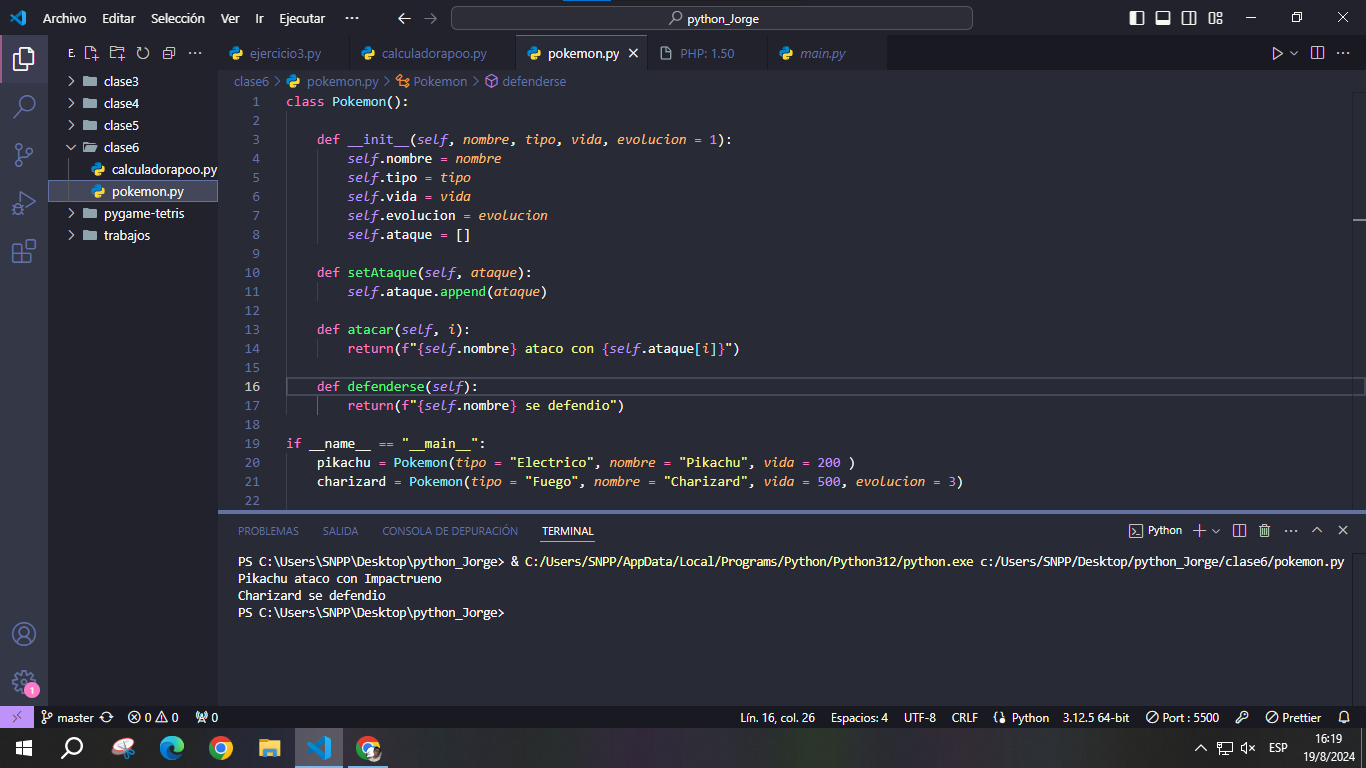 Archivo Editar Selección Ver Ir Ejecutar ··· python_Jorge
E.
ejercicio3.py calculadorapoo.py pokemon.py PHP: 1.50 main.py
clase3
clase4
clase5
clase6
calculadorapoo.py
pokemon.py
pygame-tetris
trabajos
clase6 > pokemon.py > Pokemon > defenderse
1 class Pokemon():
2
3     def __init__(self, nombre, tipo, vida, evolucion = 1):
4         self.nombre = nombre
5         self.tipo = tipo
6         self.vida = vida
7         self.evolucion = evolucion
8         self.ataque = []
9
10     def setAtaque(self, ataque):
11         self.ataque.append(ataque)
12
13     def atacar(self, i):
14         return(f"{self.nombre} ataco con {self.ataque[i]}")
15
16     def defenderse(self):
17         return(f"{self.nombre} se defendio")
18
19 if __name__ == "__main__":
20     pikachu = Pokemon(tipo = "Electrico", nombre = "Pikachu", vida = 200 )
21     charizard = Pokemon(tipo = "Fuego", nombre = "Charizard", vida = 500, evolucion = 3)
22
PROBLEMAS SALIDA CONSOLA DE DEPURACIÓN TERMINAL Python
PS C:\Users\SNPP\Desktop\python_Jorge> & C:/Users/SNPP/AppData/Local/Programs/Python/Python312/python.exe c:/Users/SNPP/Desktop/python_Jorge/clase6/pokemon.py
Pikachu ataco con Impactrueno
Charizard se defendio
PS C:\Users\SNPP\Desktop\python_Jorge>
1
master 0 0 0 Lín. 16, col. 26 Espacios: 4 UTF-8 CRLF Python 3.12.5 64-bit Port : 5500 Prettier
ESP
16:19
19/8/2024